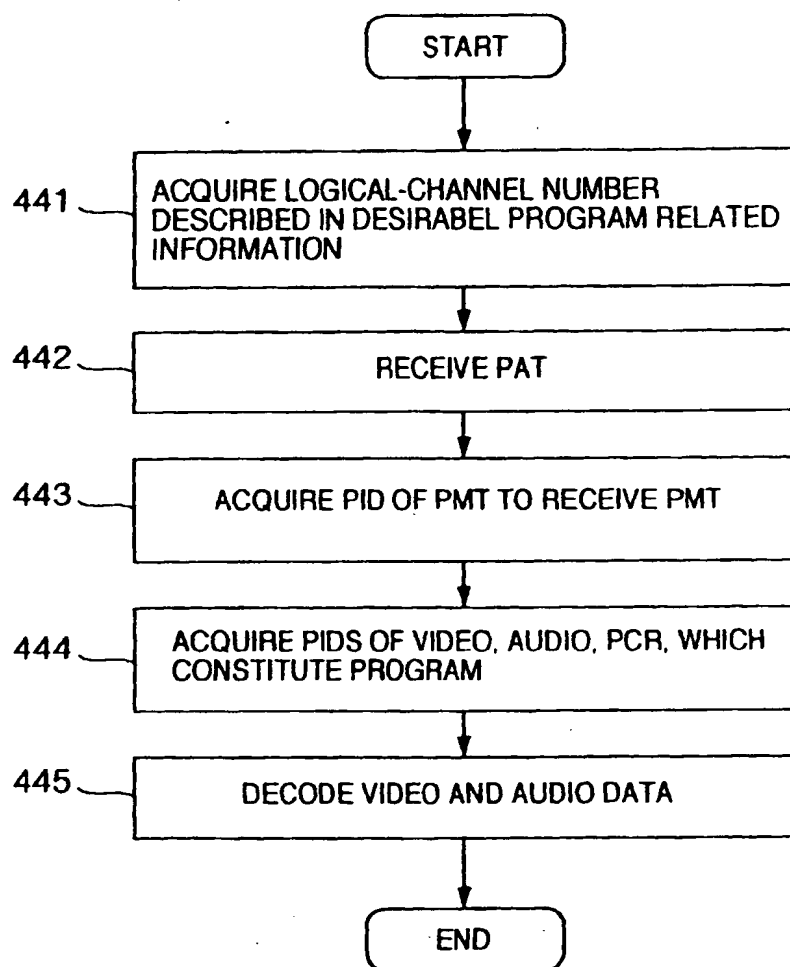 START
441
ACQUIRE LOGICAL-CHANNEL NUMBER
DESCRIBED IN DESIRABEL PROGRAM RELATED
INFORMATION
442
RECEIVE PAT
443
ACQUIRE PID OF PMT TO RECEIVE PMT
444
ACQUIRE PIDS OF VIDEO, AUDIO, PCR, WHICH
CONSTITUTE PROGRAM
445
DECODE VIDEO AND AUDIO DATA
END